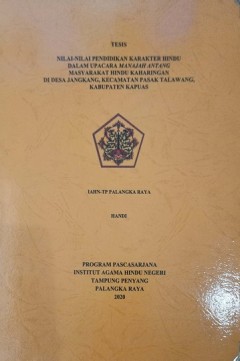 TESIS
NILAI-NILAI PENDIDIKAN KARAKTER HINDU
DALAM UPACARA MANAJAH ANTANG
MASYARAKAT HINDU KAHARINGAN
DI DESA JANGKANG, KECAMATAN PASAK TALAWANG,
KABUPATEN KAPUAS
IAHN-TP PALANGKA RAYA
HANDI
PROGRAM PASCASARJANA
INSTITUT AGAMA HINDU NEGERI
TAMPUNG PENYANG
PALANGKA RAYA
2020